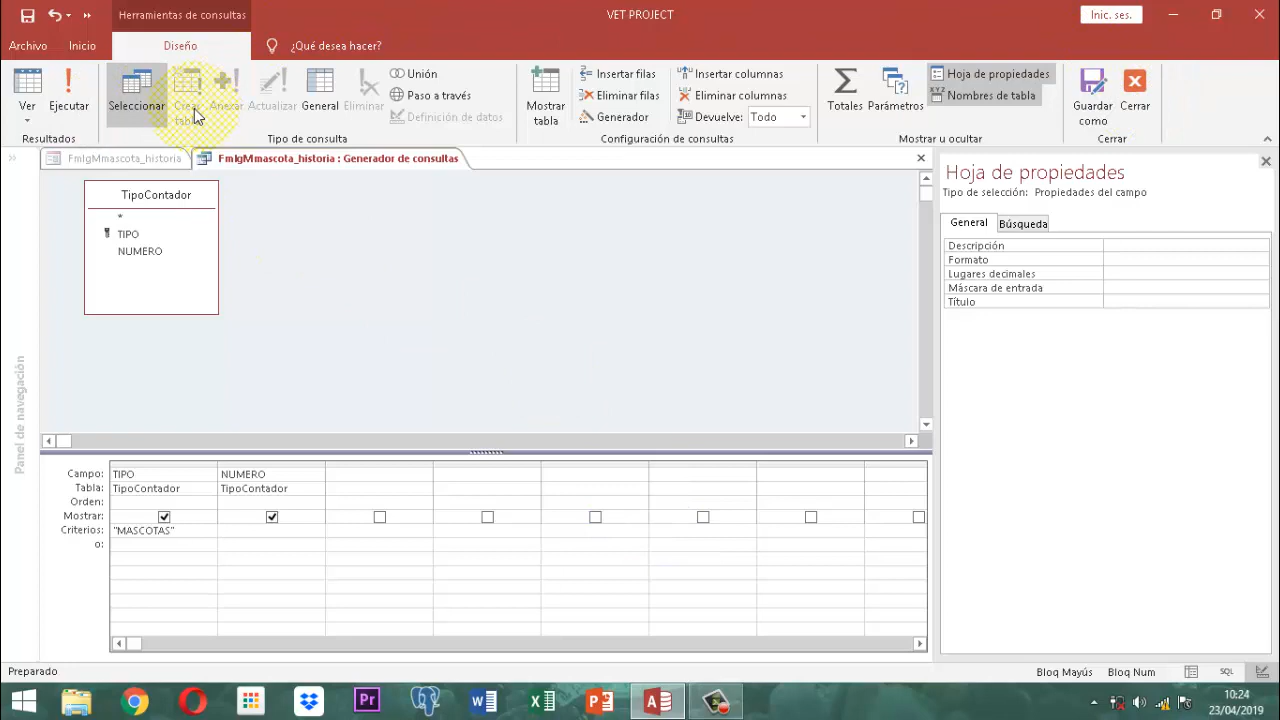 Herramientas de consultas
VET PROJECT
Inic. ses.
Archivo
Inicio
Diseño
¿Qué desea hacer?
Ver
Ejecutar
Seleccionar
Crear tabla
Anexar
Actualizar
General
Eliminar
Unión
Paso a través
Definición de datos
Mostrar tabla
Insertar filas
Eliminar filas
Generador
Insertar columnas
Eliminar columnas
Devuelve: Todo
Totales
Parámetros
Hoja de propiedades
Nombres de tabla
Guardar como
Cerrar
Resultados
Tipo de consulta
Configuración de consultas
Mostrar u ocultar
Cerrar
FmIgMmascota_historia
FmIgMmascota_historia : Generador de consultas
TipoContador
*
TIPO
NUMERO
Panel de navegación
Hoja de propiedades
Tipo de selección: Propiedades del campo
General
Búsqueda
Descripción
Formato
Lugares decimales
Máscara de entrada
Título
Campo: TIPO NUMERO
Tabla: TipoContador TipoContador
Orden:
Mostrar:
Criterios: "MASCOTAS"
o:
Preparado
Bloq Mayús
Bloq Num
SQL
10:24
23/04/2019